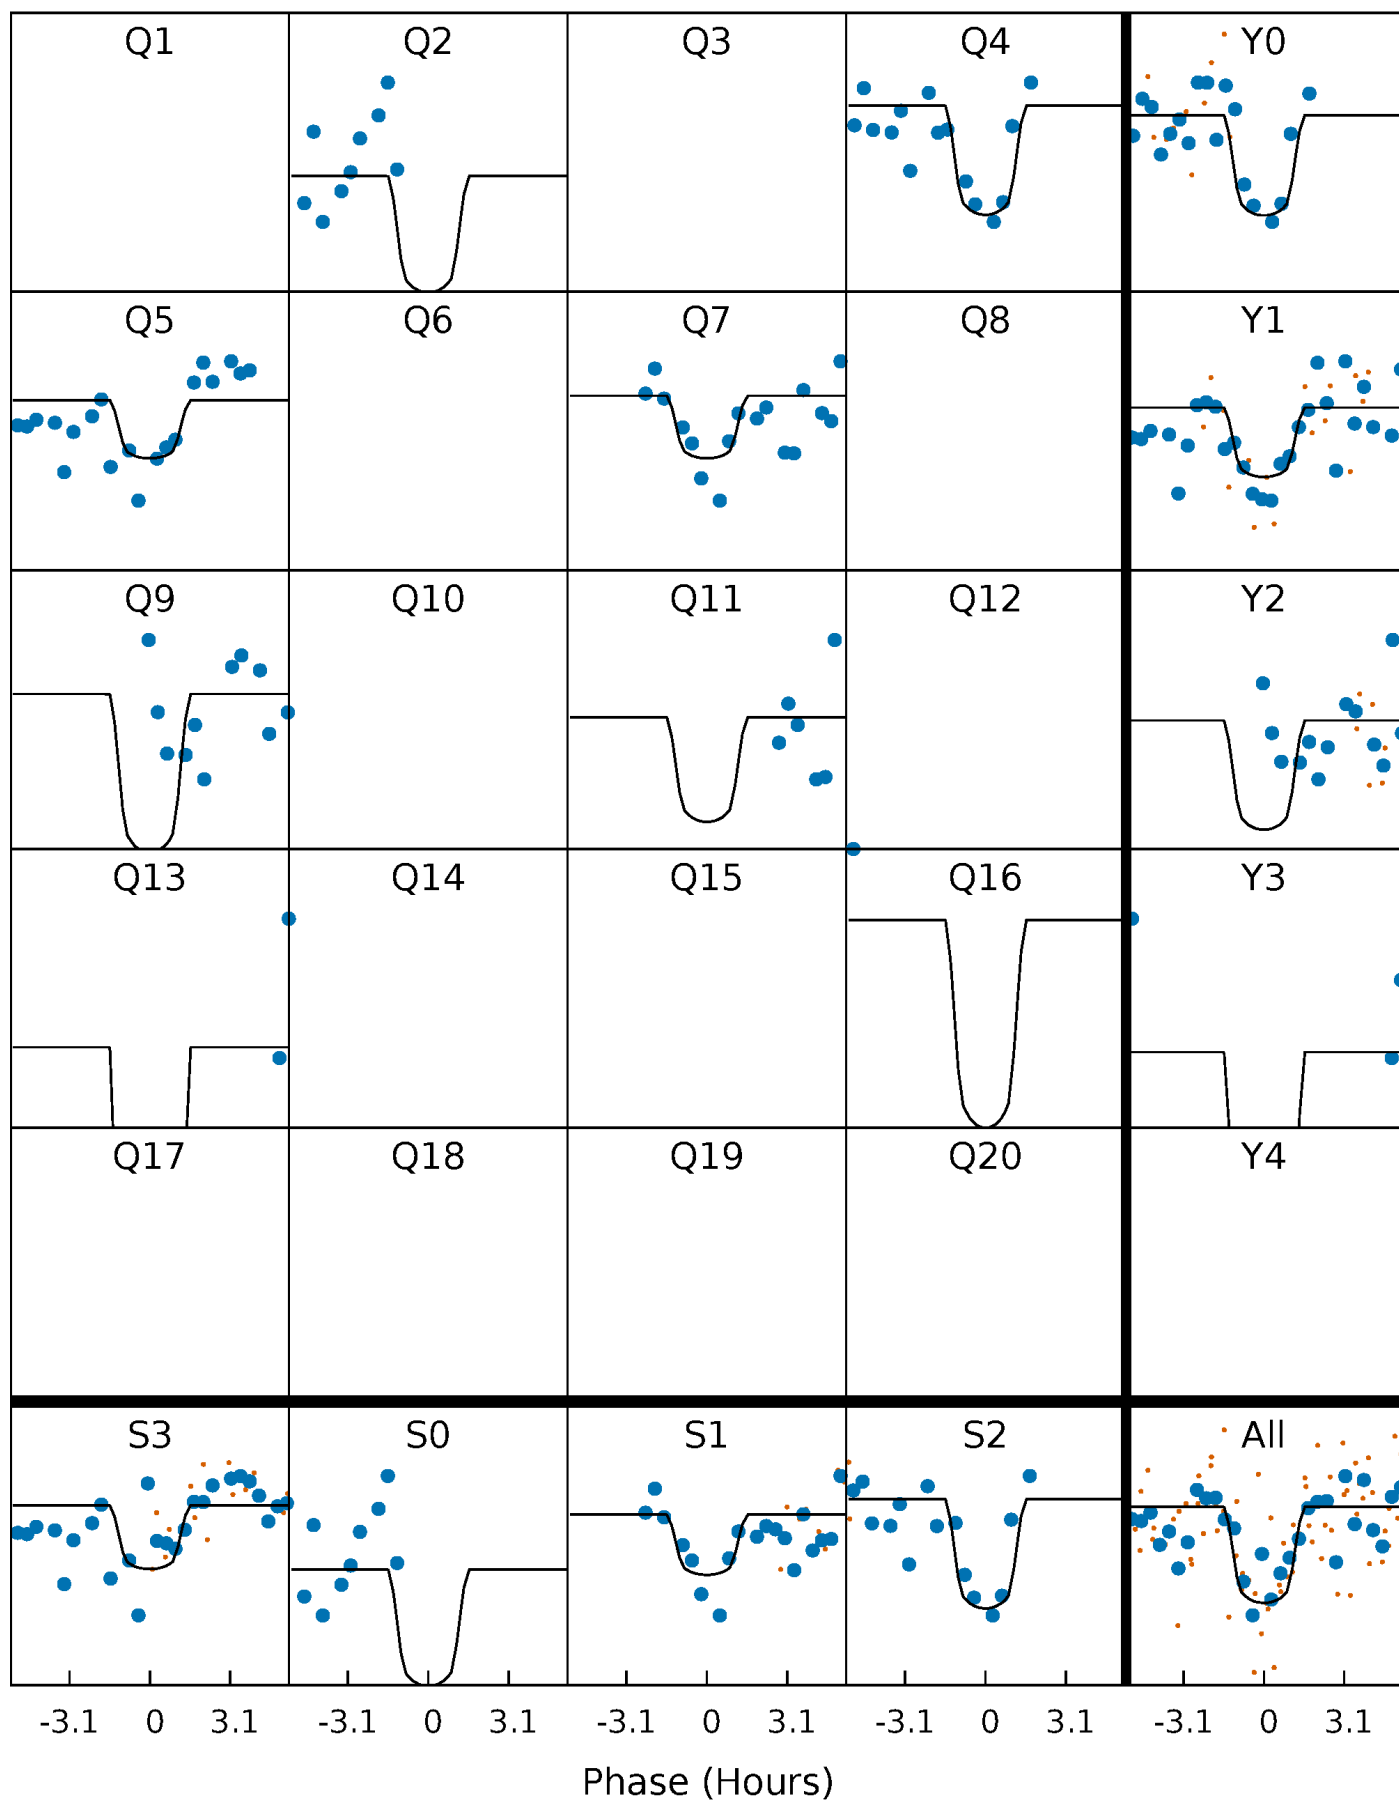 Q1 Q2 Q3 Q4 Y0
Q5 Q6 Q7 Q8 Y1
Q9 Q10 Q11 Q12 Y2
Q13 Q14 Q15 Q16 Y3
Q17 Q18 Q19 Q20 Y4
S3 S0 S1 S2 All
-3.1 0 3.1 -3.1 0 3.1 -3.1 0 3.1 -3.1 0 3.1 -3.1 0 3.1
Phase (Hours)